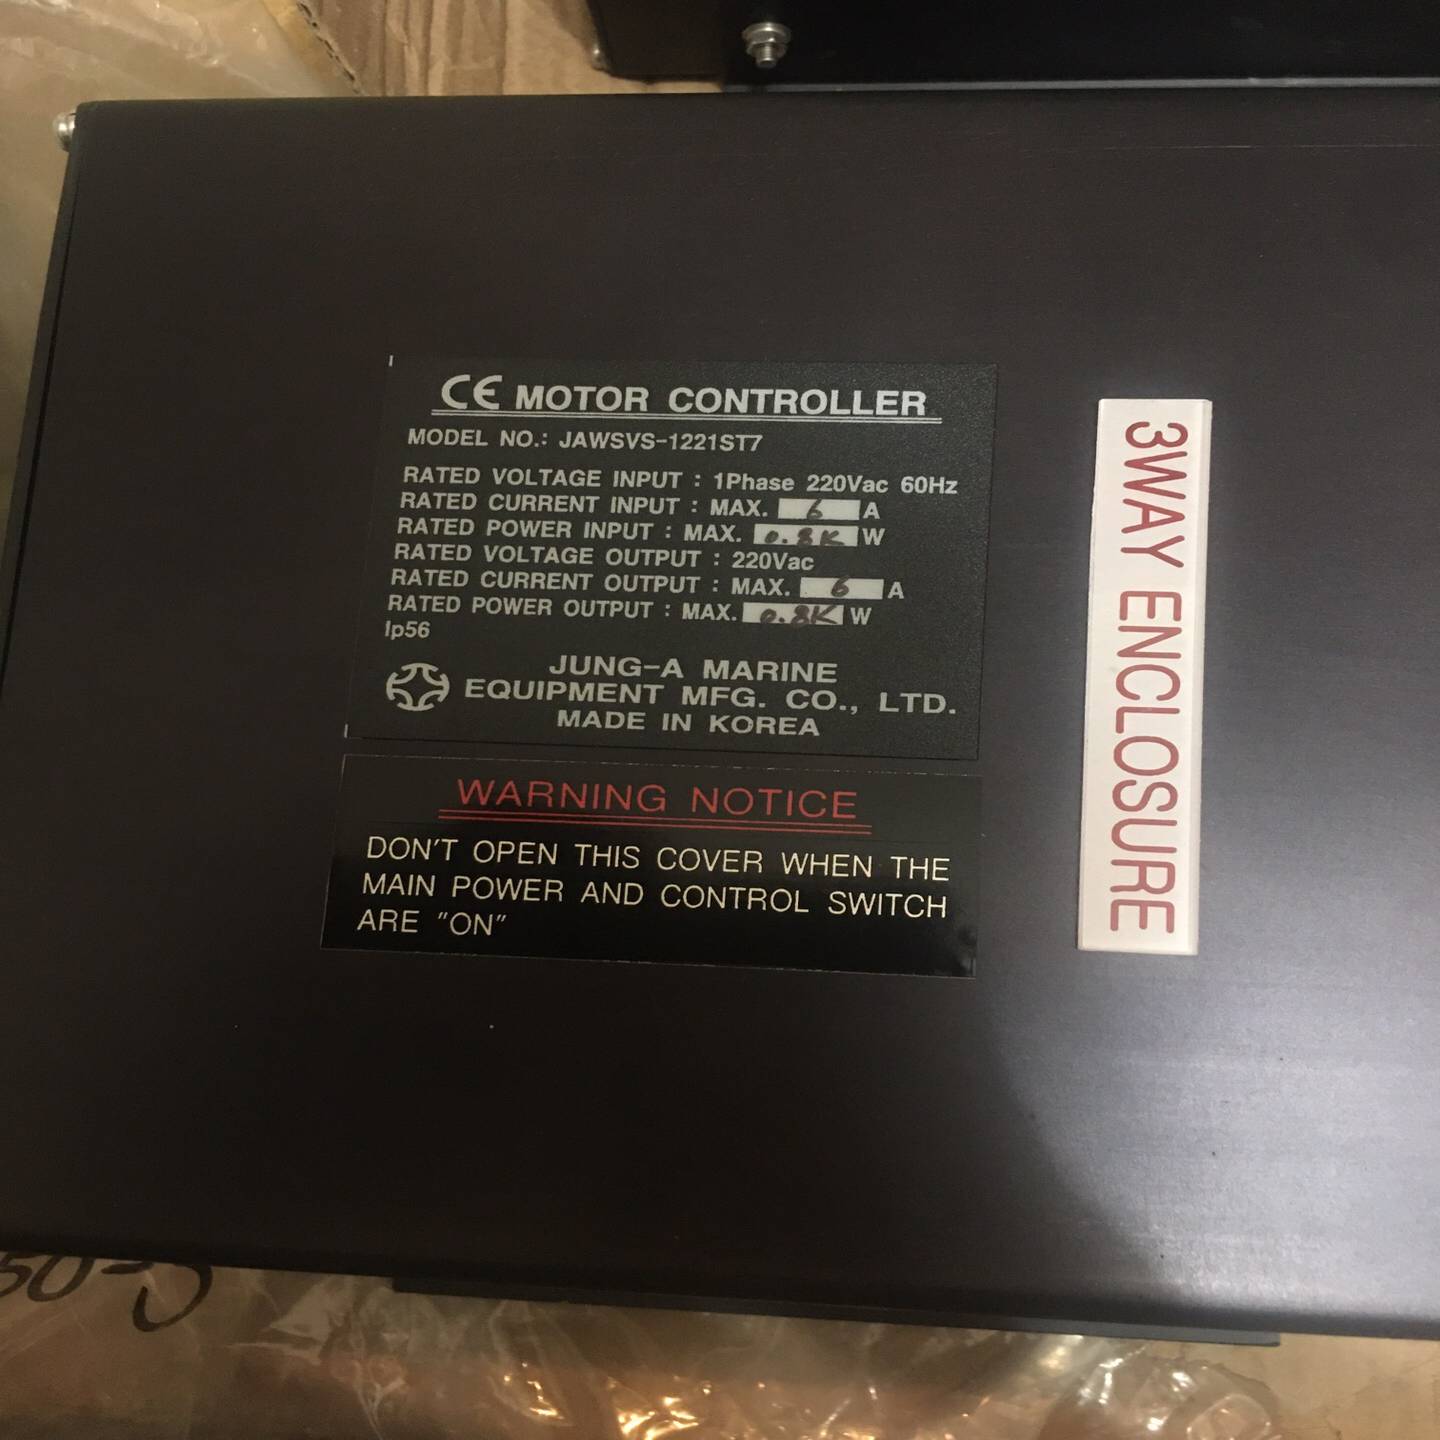 CE MOTOR CONTROLLER
MODEL NO.: JAWSVS-1221ST7
RATED VOLTAGE INPUT : 1Phase 220Vac 60Hz
RATED CURRENT INPUT : MAX. 6 A
RATED POWER INPUT : MAX. 0.8K W
RATED VOLTAGE OUTPUT : 220Vac
RATED CURRENT OUTPUT : MAX. 6 A
RATED POWER OUTPUT : MAX. 0.8K W
Ip56
JUNG-A MARINE
EQUIPMENT MFG. CO., LTD.
MADE IN KOREA
WARNING NOTICE
DON'T OPEN THIS COVER WHEN THE
MAIN POWER AND CONTROL SWITCH
ARE "ON"
3WAY ENCLOSURE